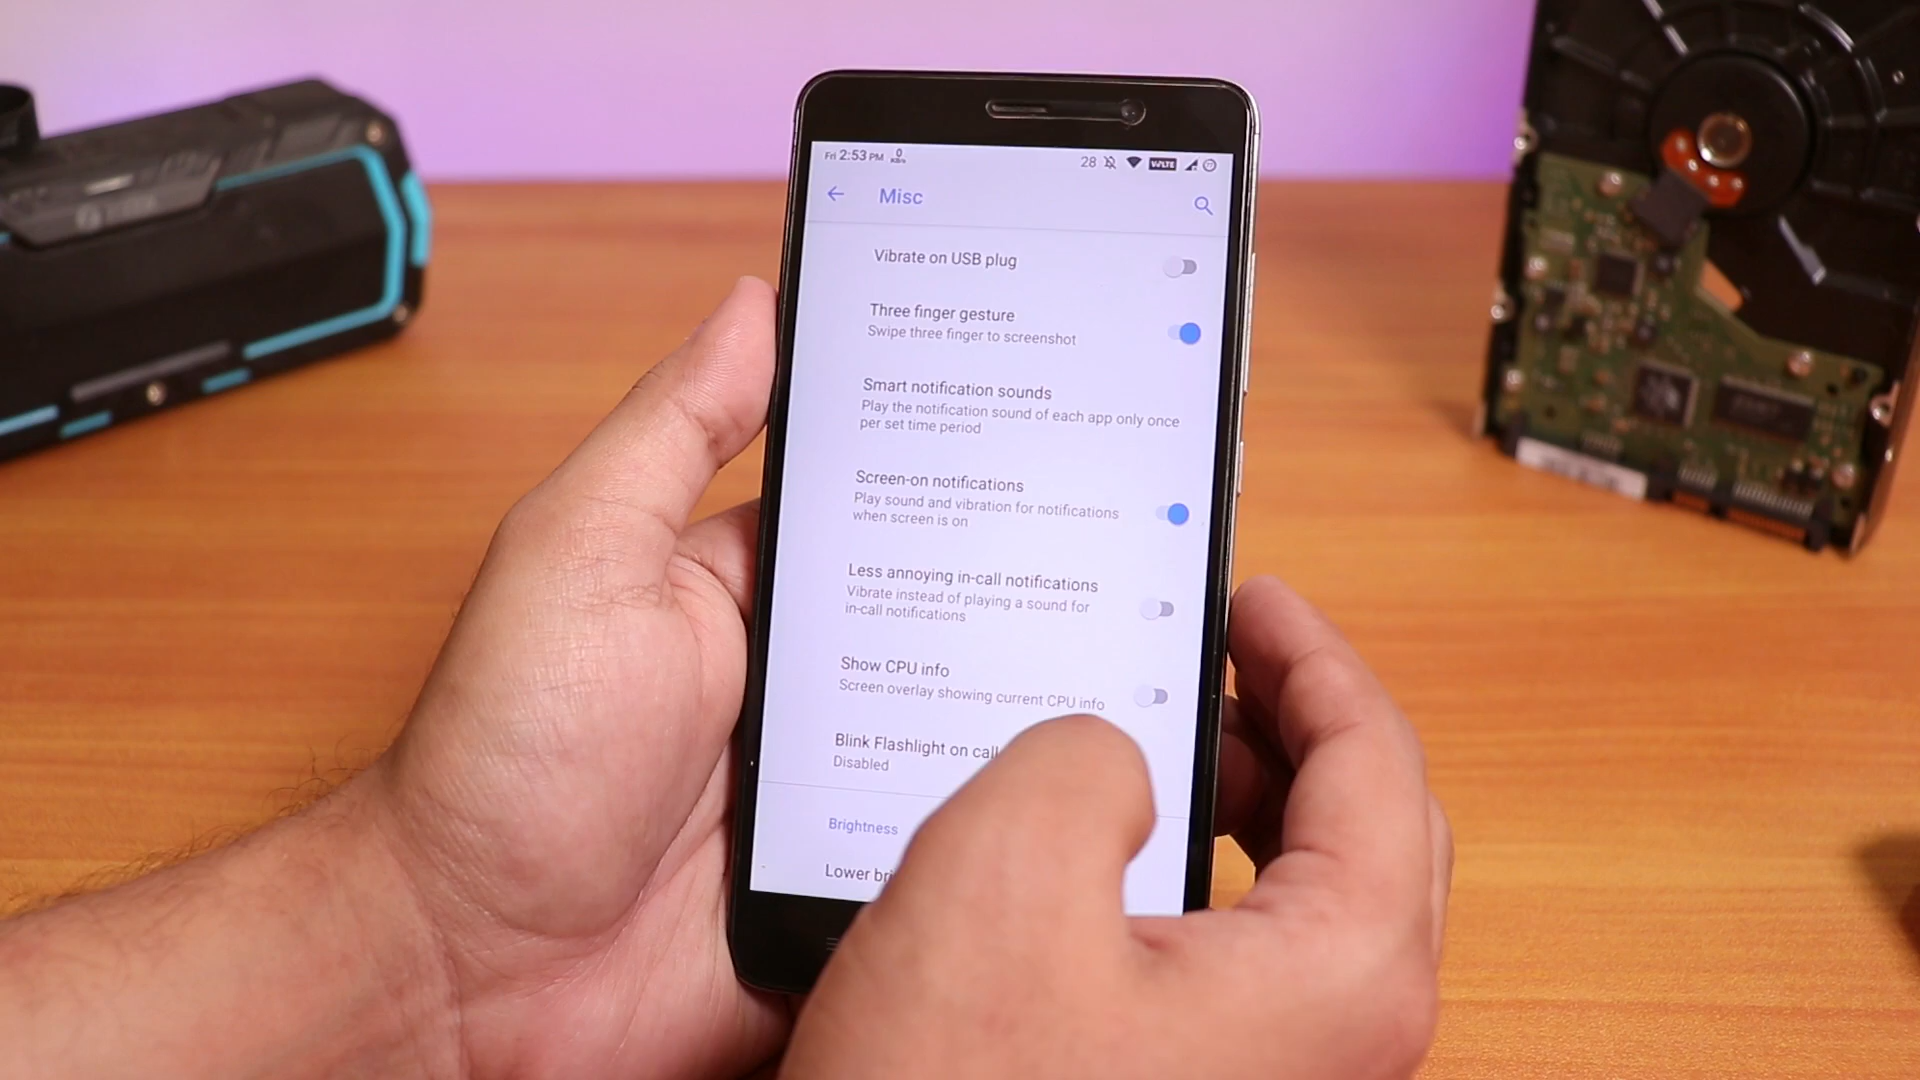 Fri 2:53 PM 0 KB/s 28 VoLTE 77
Misc
Vibrate on USB plug
Three finger gesture
Swipe three finger to screenshot
Smart notification sounds
Play the notification sound of each app only once
per set time period
Screen-on notifications
Play sound and vibration for notifications
when screen is on
Less annoying in-call notifications
Vibrate instead of playing a sound for
in-call notifications
Show CPU info
Screen overlay showing current CPU info
Blink Flashlight on call
Disabled
Brightness
Lower